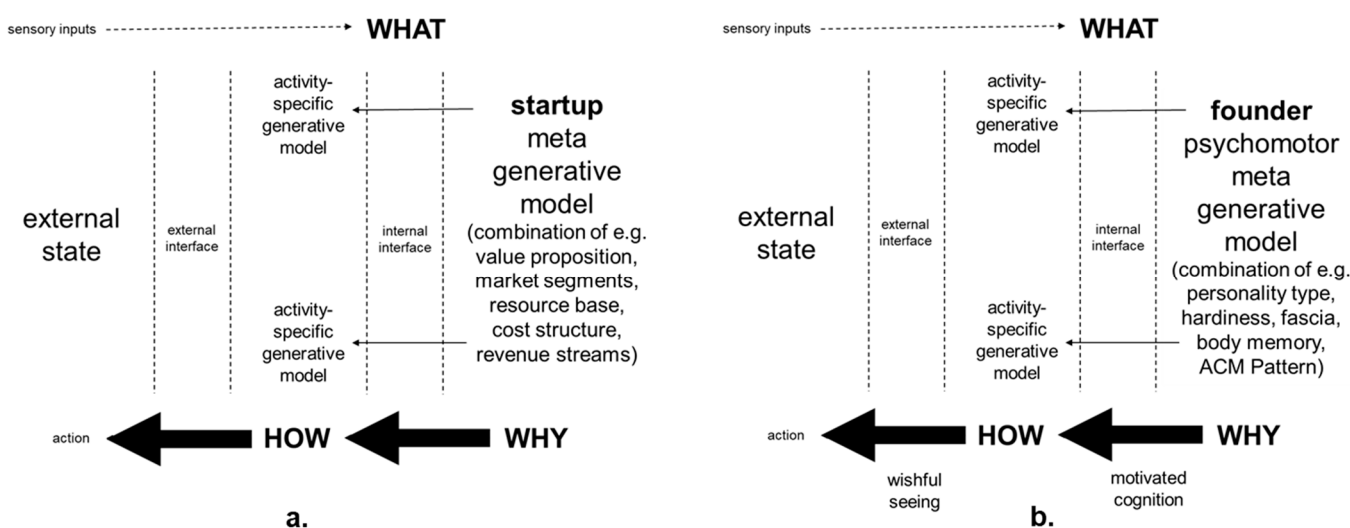 sensory inputs
WHAT
activity-
specific
generative
model
startup
meta
generative
model
(combination of e.g.
value proposition,
market segments,
resource base,
cost structure,
revenue streams)
external
state
external
interface
internal
interface
activity-
specific
generative
model
action
HOW
WHY
a.
sensory inputs
WHAT
activity-
specific
generative
model
founder
psychomotor
meta
generative
model
(combination of e.g.
personality type,
hardiness, fascia,
body memory,
ACM Pattern)
external
state
external
interface
internal
interface
activity-
specific
generative
model
action
HOW
WHY
wishful
seeing
motivated
cognition
b.